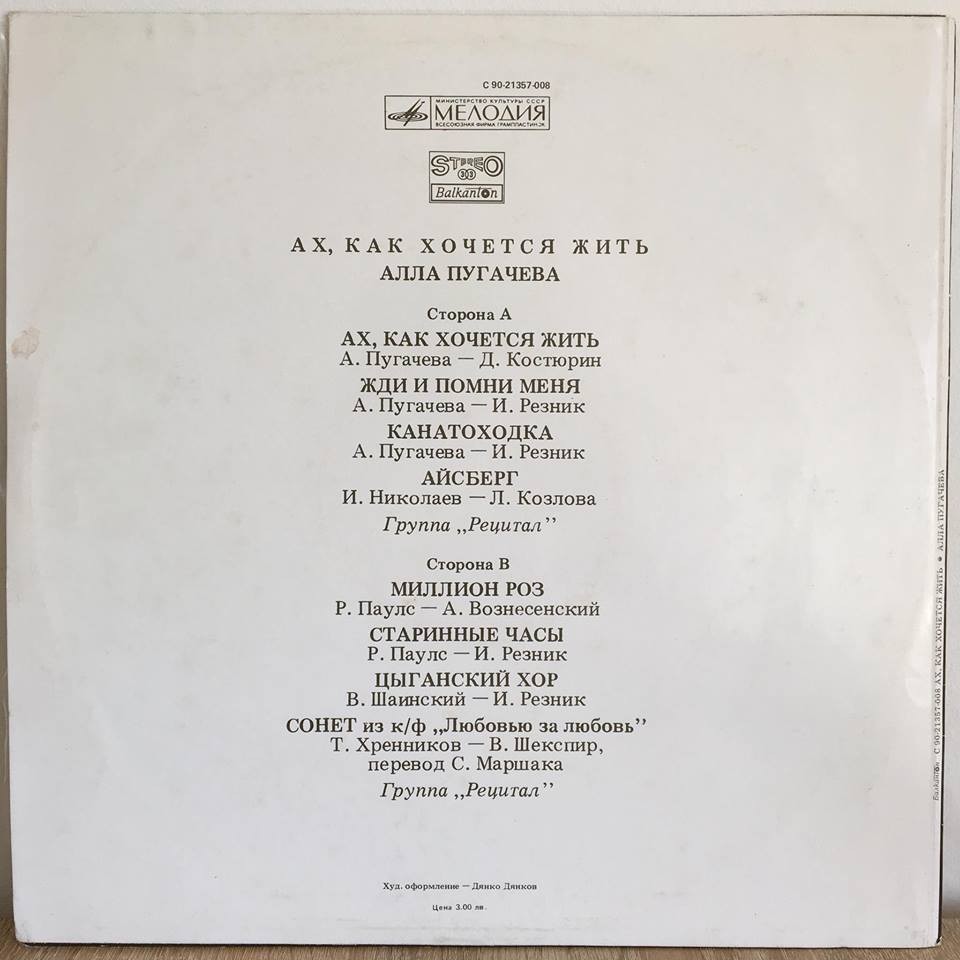 С 90-21357-008
МИНИСТЕРСТВО КУЛЬТУРЫ СССР
МЕЛОДИЯ
ВСЕСОЮЗНАЯ ФИРМА ГРАМПЛАСТИНОК
STEREO
33
Balkanton
АХ, КАК ХОЧЕТСЯ ЖИТЬ
АЛЛА ПУГАЧЕВА
Сторона А
АХ, КАК ХОЧЕТСЯ ЖИТЬ
А. Пугачева — Д. Костюрин
ЖДИ И ПОМНИ МЕНЯ
А. Пугачева — И. Резник
КАНАТОХОДКА
А. Пугачева — И. Резник
АЙСБЕРГ
И. Николаев — Л. Козлова
Группа „Рецитал”
Сторона В
МИЛЛИОН РОЗ
Р. Паулс — А. Вознесенский
СТАРИННЫЕ ЧАСЫ
Р. Паулс — И. Резник
ЦЫГАНСКИЙ ХОР
В. Шаинский — И. Резник
СОНЕТ из к/ф „Любовью за любовь”
Т. Хренников — В. Шекспир,
перевод С. Маршака
Группа „Рецитал”
Худ. оформление — Дянко Дянков
Цена 3.00 лв.
Balkanton С 90-21357-008 АХ, КАК ХОЧЕТСЯ ЖИТЬ • АЛЛА ПУГАЧЕВА